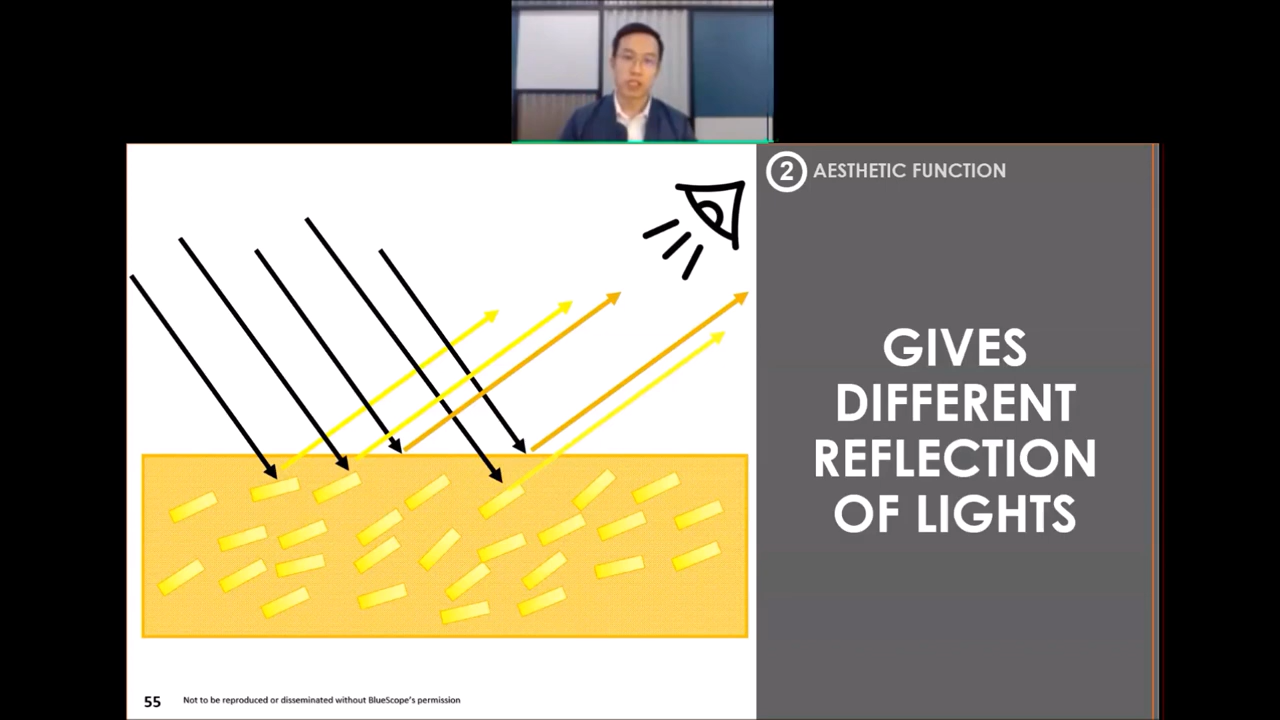 2 AESTHETIC FUNCTION
GIVES
DIFFERENT
REFLECTION
OF LIGHTS
55 Not to be reproduced or disseminated without BlueScope's permission